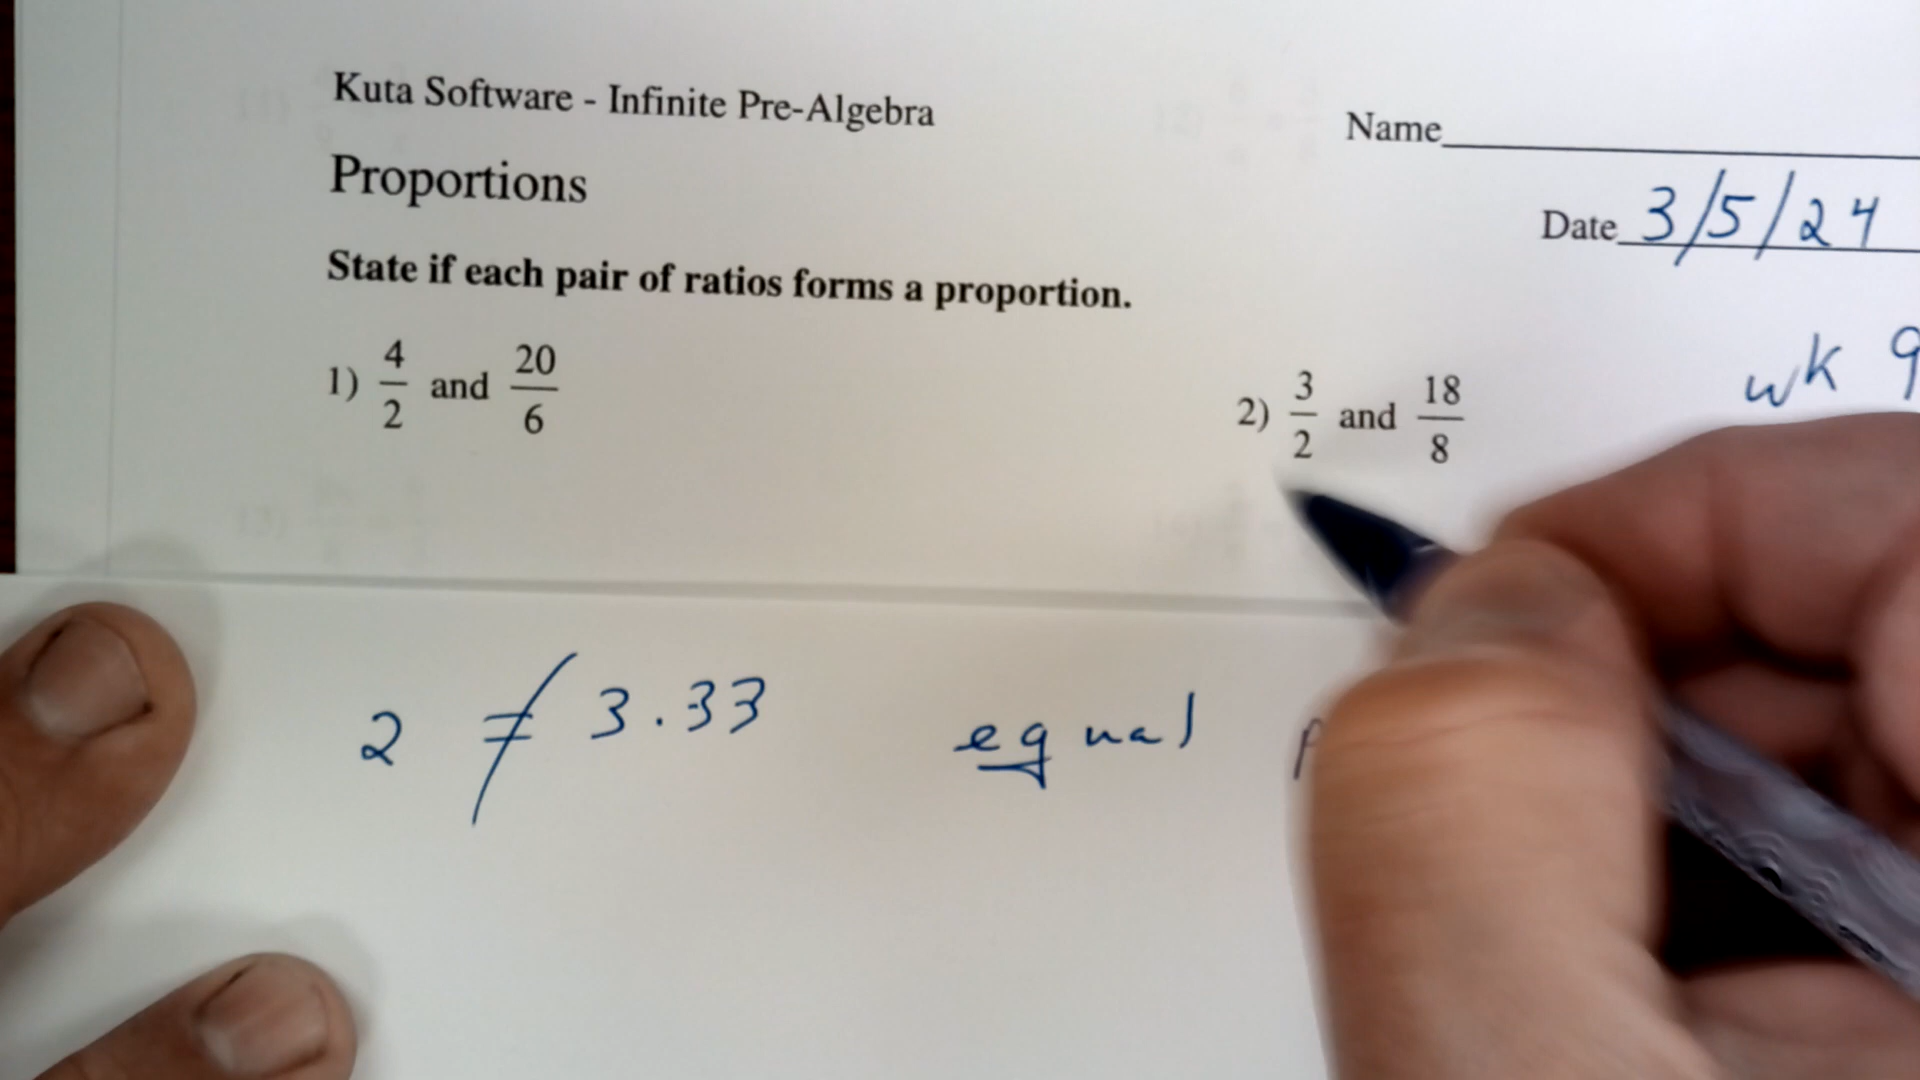 Kuta Software - Infinite Pre-Algebra
Name
Proportions
Date 3/5/24
State if each pair of ratios forms a proportion.
wk 9
1) 4/2 and 20/6
2) 3/2 and 18/8
2 ≠ 3.33 equal